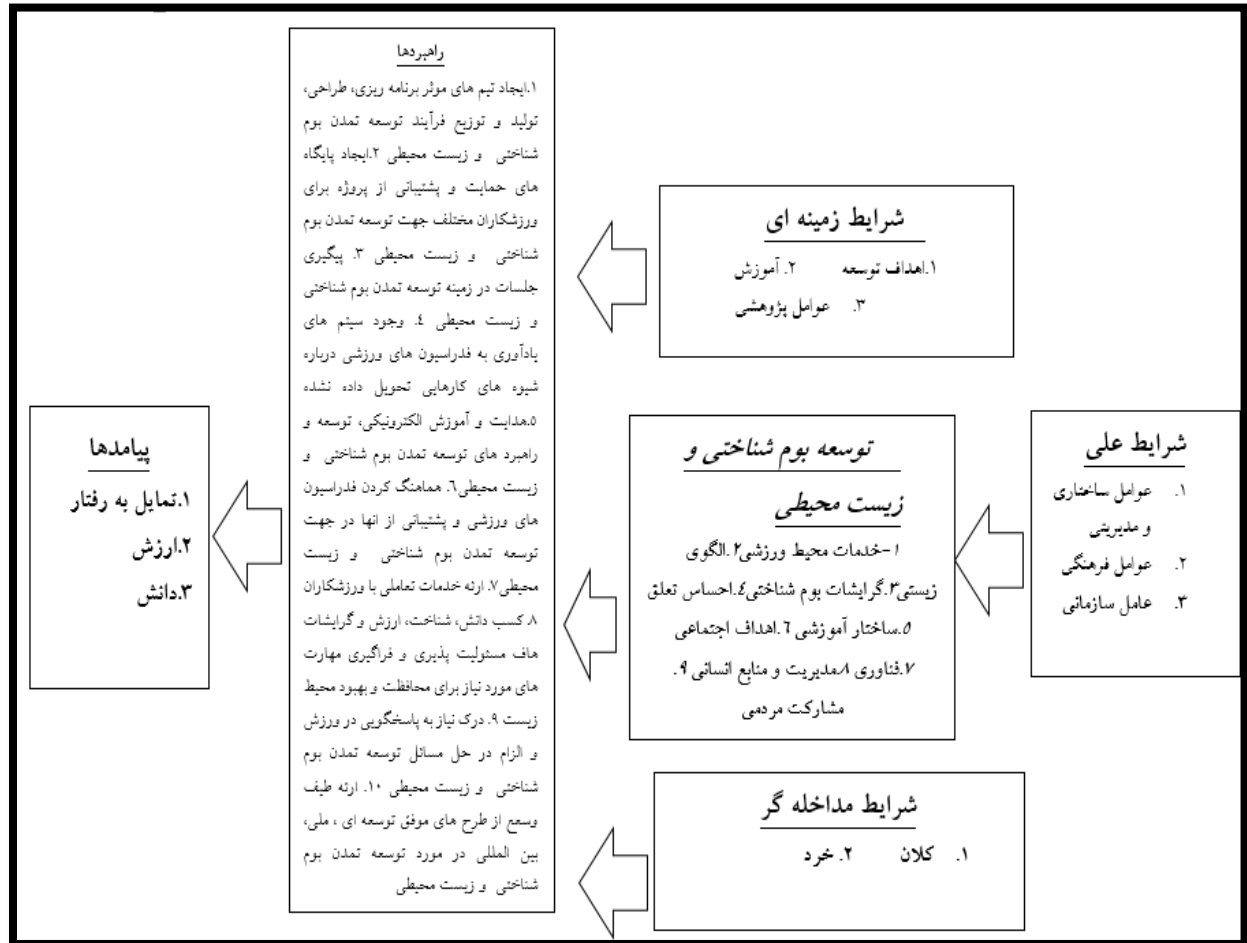 شرایط علی
۱. عوامل ساختاری
و مدیریتی
۲. عوامل فرهنگی
۳. عامل سازمانی
شرایط زمینه ای
۱.اهداف توسعه ۲. آموزش
۳. عوامل پژوهشی
توسعه بوم شناختی و
زیست محیطی
۱-خدمات محیط ورزشی۲.الگوی
زیستی۳.گرایشات بوم شناختی٤.احساس تعلق
۵.ساختار آموزشی ٦.اهداف اجتماعی
۷.فناوری ۸.مدیریت و منابع انسانی ۹.
مشارکت مردمی
شرایط مداخله گر
۱. کلان ۲. خرد
راهبردها
۱.ایجاد تیم های موثر برنامه ریزی، طراحی،
تولید و توزیع فرآیند توسعه تمدن بوم
شناختی و زیست محیطی ۲.ایجاد پایگاه
های حمایت و پشتیبانی از پروژه برای
ورزشکاران مختلف جهت توسعه تمدن بوم
شناختی و زیست محیطی ۳. پیگیری
جلسات در زمینه توسعه تمدن بوم شناختی
و زیست محیطی ٤. وجود سیتم های
یادآوری به فدراسیون های ورزشی درباره
شیوه های کارهایی تحویل داده نشده
۵.هدایت و آموزش الکترونیکی، توسعه و
راهبرد های توسعه تمدن بوم شناختی و
زیست محیطی٦. هماهنگ کردن فدراسیون
های ورزشی و پشتیبانی از انها در جهت
توسعه تمدن بوم شناختی و زیست
محیطی۷. ارئه خدمات تعاملی با ورزشکاران
۸. کسب دانش، شناخت، ارزش و گرایشات
هاف مسئولیت پذیری و فراگیری مهارت
های مورد نیاز برای محافظت و بهبود محیط
زیست ۹. درک نیاز به پاسخگویی در ورزش
و الزام در حل مسائل توسعه تمدن بوم
شناختی و زیست محیطی ۱۰. ارئه طیف
وسعع از طرح های موفق توسعه ای ، ملی،
بین المللی در مورد توسعه تمدن بوم
شناختی و زیست محیطی
پیامدها
۱.تمایل به رفتار
۲.ارزش
۳.دانش